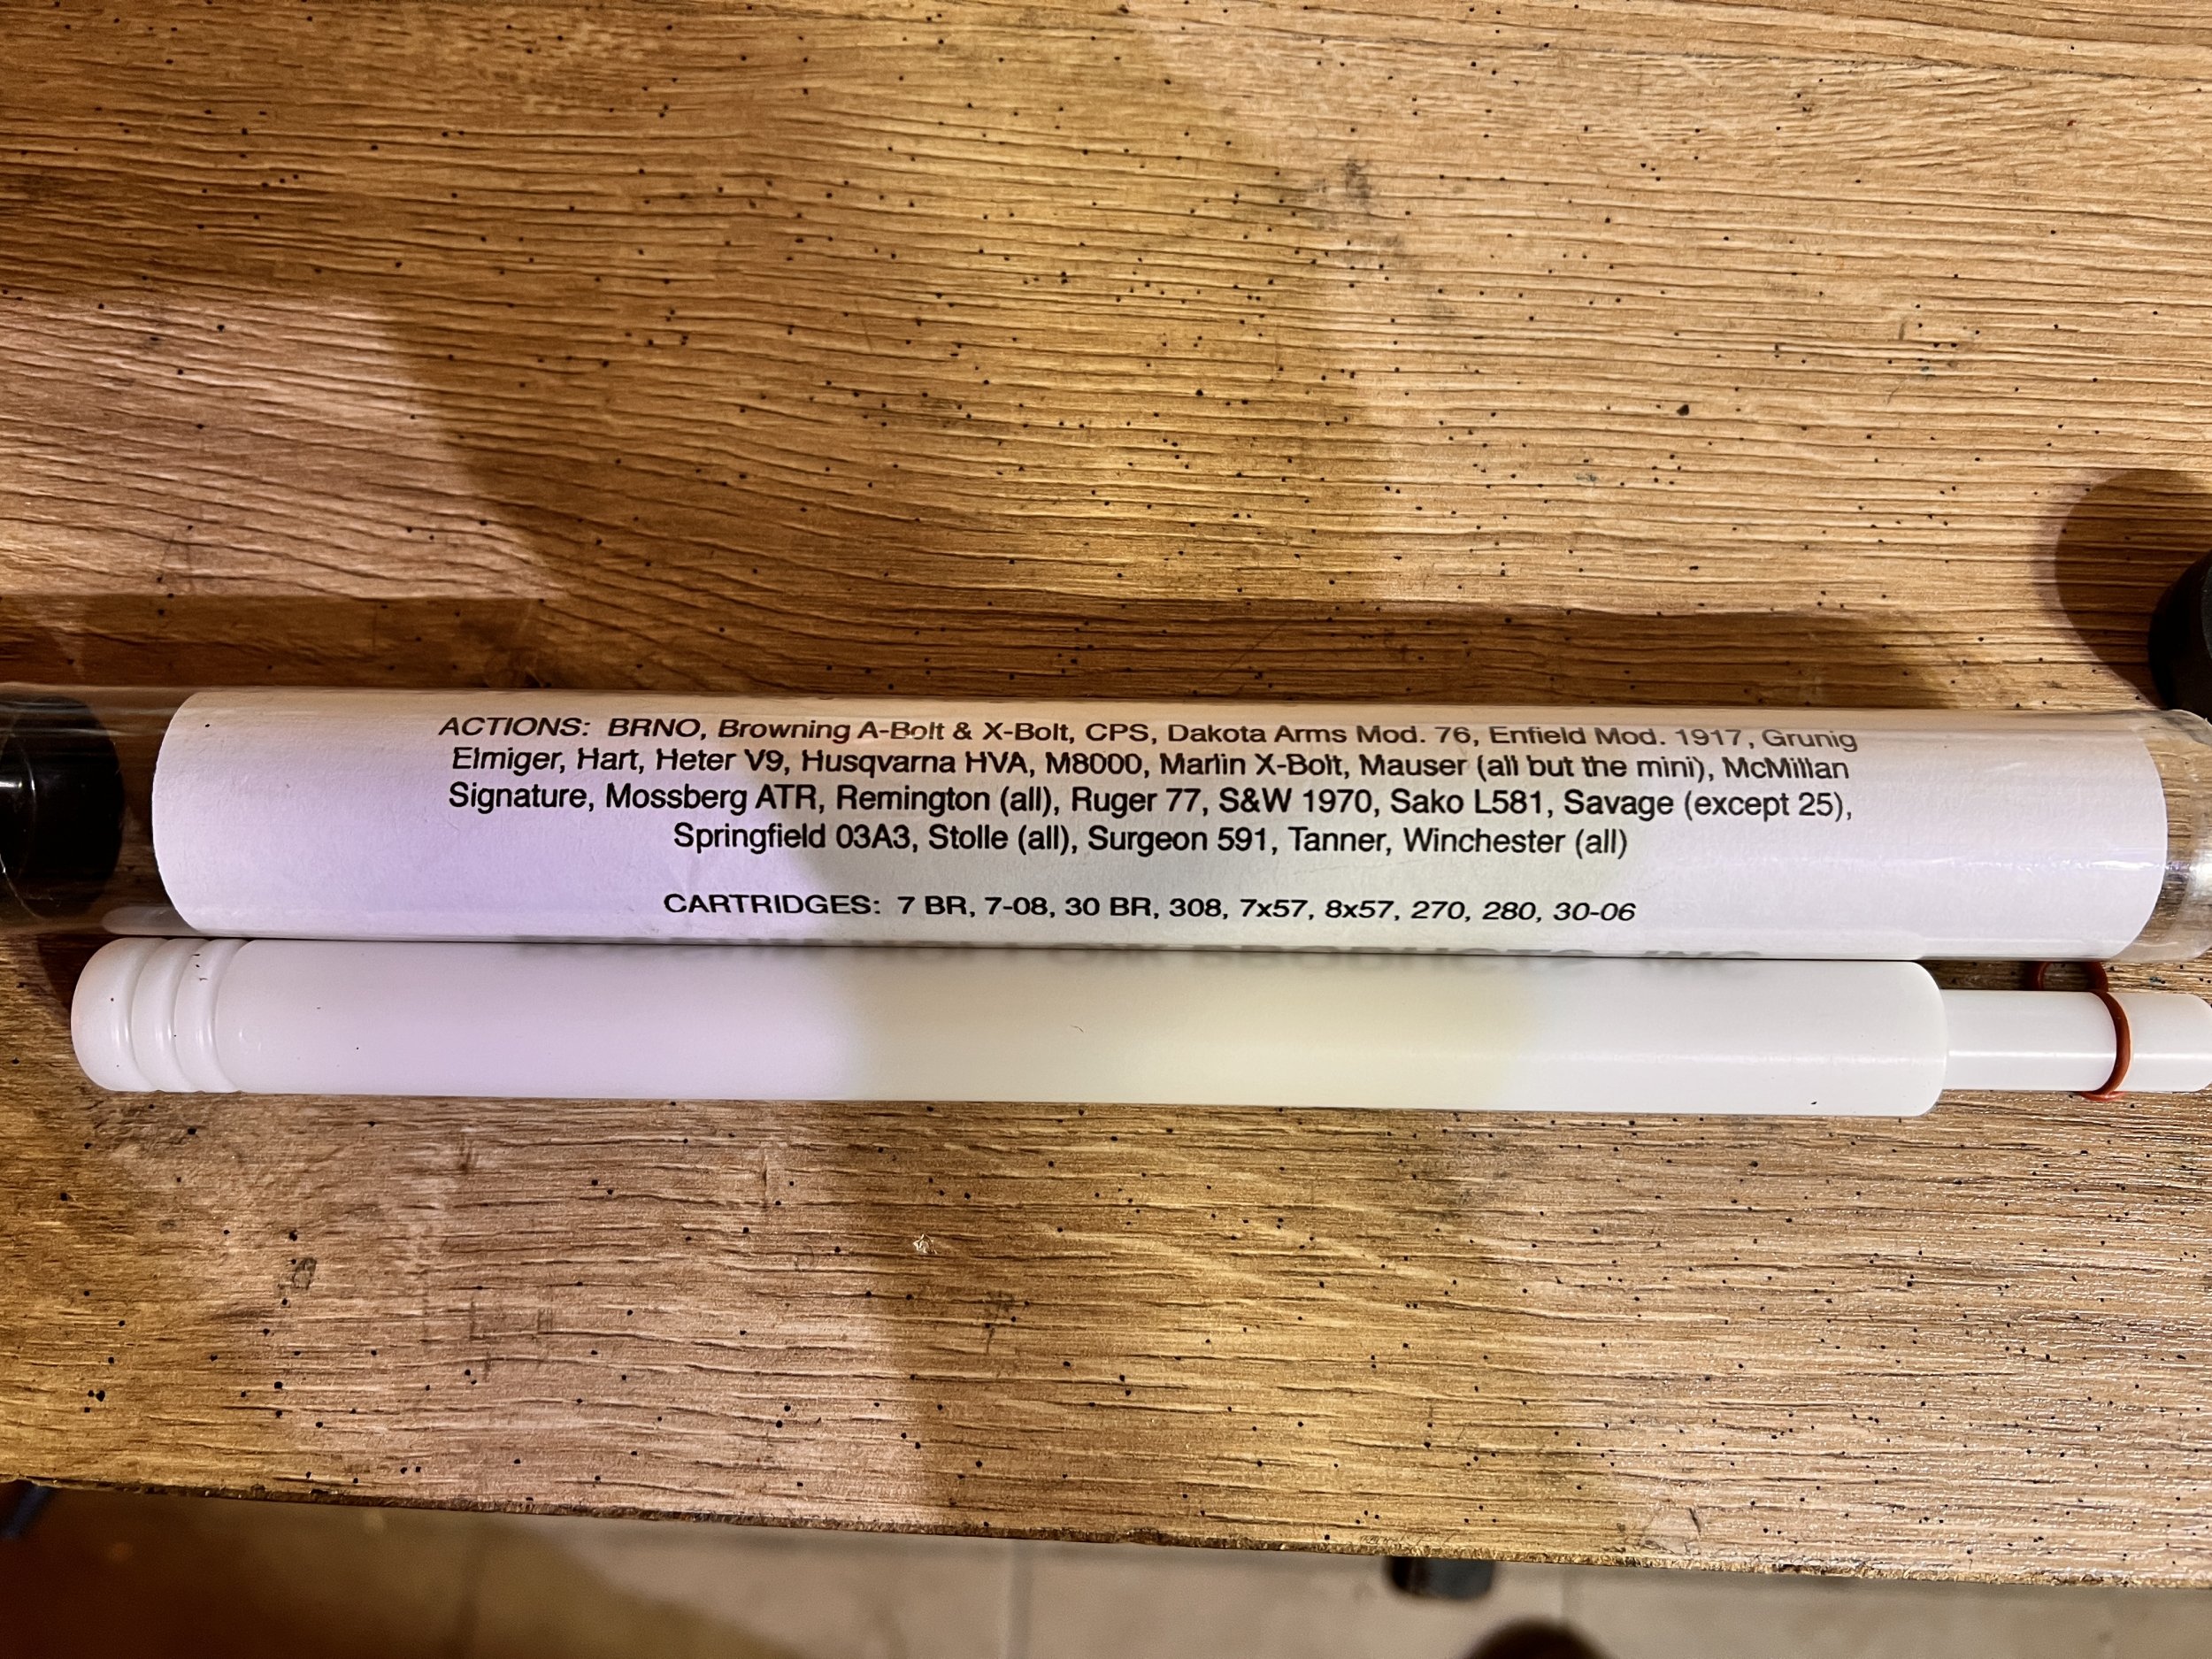 ACTIONS: BRNO, Browning A-Bolt & X-Bolt, CPS, Dakota Arms Mod. 76, Enfield Mod. 1917, Grunig
Elmiger, Hart, Heter V9, Husqvarna HVA, M8000, Marlin X-Bolt, Mauser (all but the mini), McMillan
Signature, Mossberg ATR, Remington (all), Ruger 77, S&W 1970, Sako L581, Savage (except 25),
Springfield 03A3, Stolle (all), Surgeon 591, Tanner, Winchester (all)
CARTRIDGES: 7 BR, 7-08, 30 BR, 308, 7x57, 8x57, 270, 280, 30-06